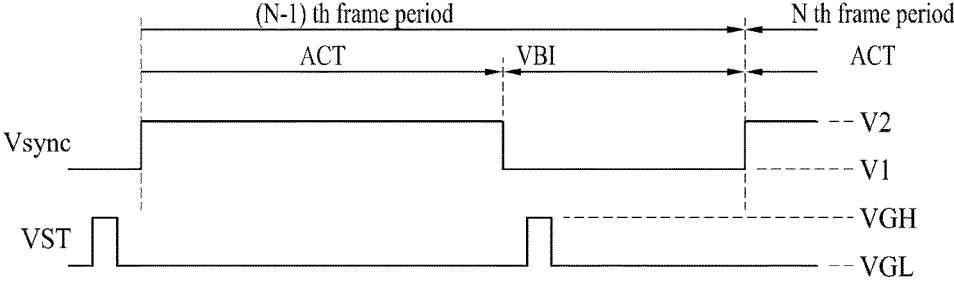 (N-1) th frame period
N th frame period
ACT
VBI
ACT
Vsync
V2
V1
VST
VGH
VGL